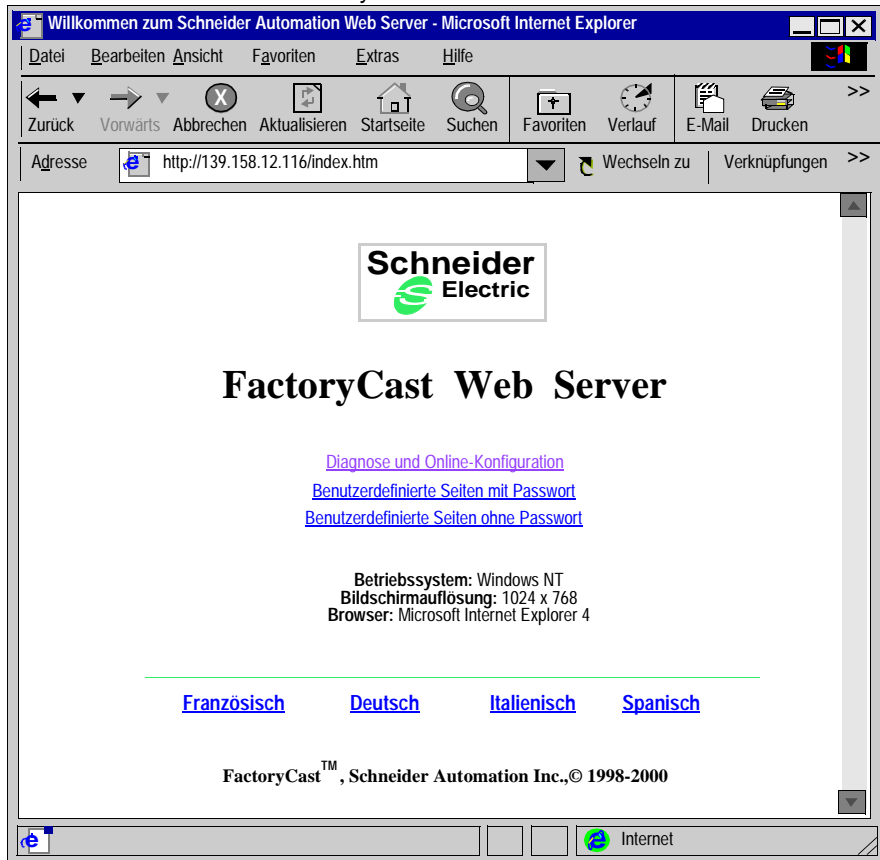 Willkommen zum Schneider Automation Web Server - Microsoft Internet Explorer
Datei Bearbeiten Ansicht Favoriten Extras Hilfe
>>
Zurück Vorwärts Abbrechen Aktualisieren Startseite Suchen Favoriten Verlauf E-Mail Drucken
Adresse http://139.158.12.116/index.htm Wechseln zu Verknüpfungen >>
Schneider
Electric
FactoryCast Web Server
Diagnose und Online-Konfiguration
Benutzerdefinierte Seiten mit Passwort
Benutzerdefinierte Seiten ohne Passwort
Betriebssystem: Windows NT
Bildschirmauflösung: 1024 x 768
Browser: Microsoft Internet Explorer 4
Französisch Deutsch Italienisch Spanisch
FactoryCast™, Schneider Automation Inc.,© 1998-2000
Internet